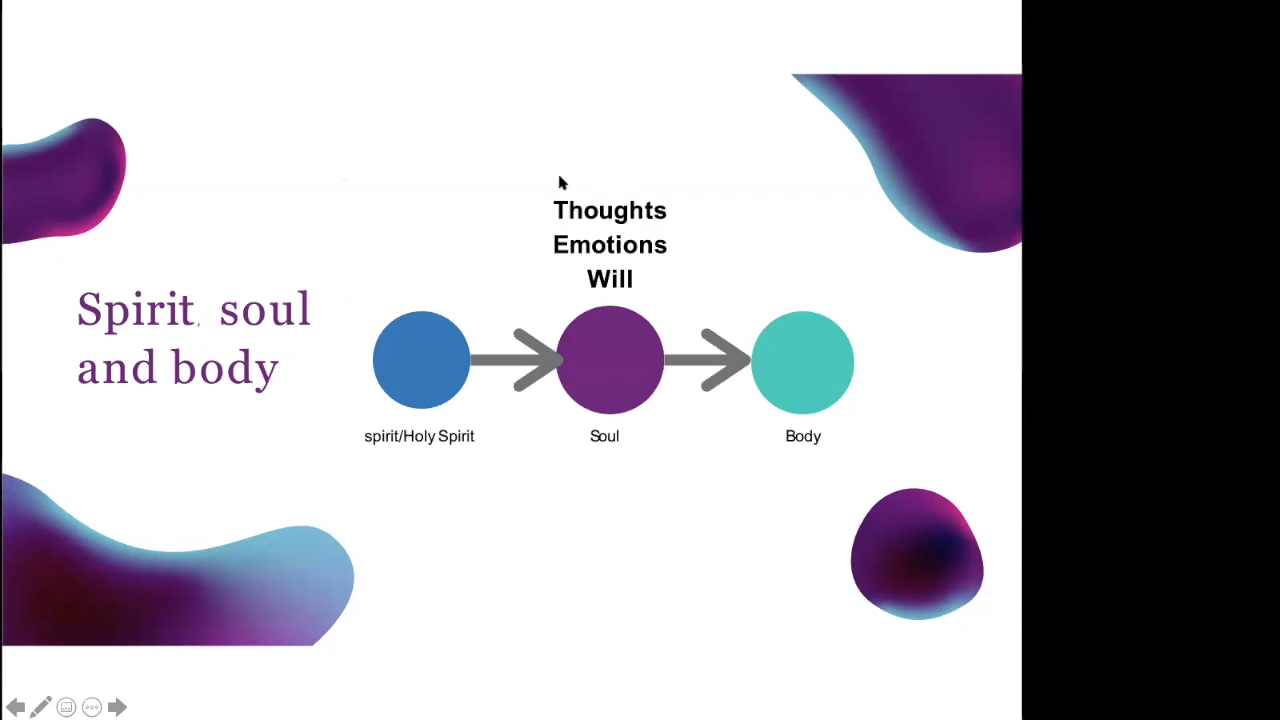 Thoughts
Emotions
Will
Spirit, soul
and body
spirit/Holy Spirit
Soul
Body